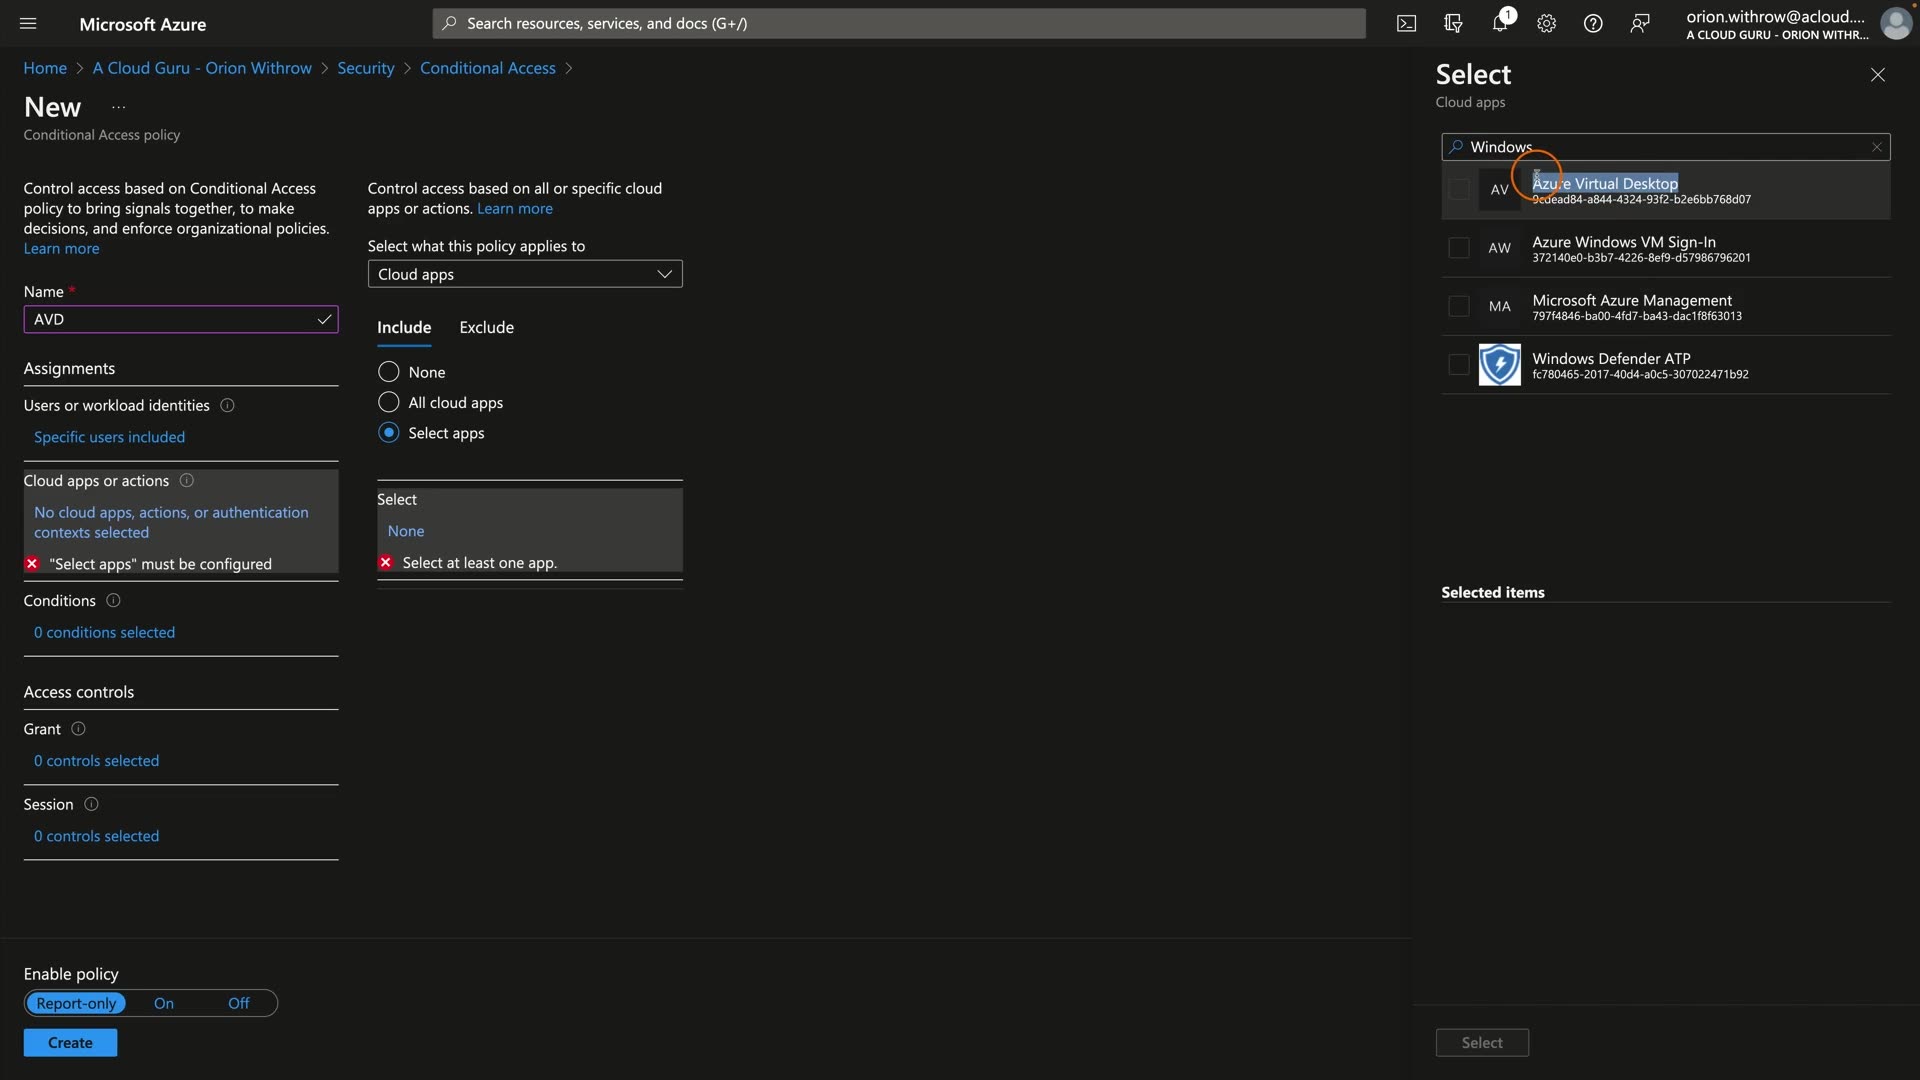 Microsoft Azure
Search resources, services, and docs (G+/)
1
orion.withrow@acloud....
A CLOUD GURU - ORION WITHR...
Home > A Cloud Guru - Orion Withrow > Security > Conditional Access >
New ...
Conditional Access policy
Control access based on Conditional Access
policy to bring signals together, to make
decisions, and enforce organizational policies.
Learn more
Name *
AVD
Assignments
Users or workload identities
Specific users included
Cloud apps or actions
No cloud apps, actions, or authentication
contexts selected
"Select apps" must be configured
Conditions
0 conditions selected
Access controls
Grant
0 controls selected
Session
0 controls selected
Enable policy
Report-only On Off
Create
Control access based on all or specific cloud
apps or actions. Learn more
Select what this policy applies to
Cloud apps
Include Exclude
None
All cloud apps
Select apps
Select
None
Select at least one app.
Select
Cloud apps
Windows
AV
Azure Virtual Desktop
9cdead84-a844-4324-93f2-b2e6bb768d07
AW
Azure Windows VM Sign-In
372140e0-b3b7-4226-8ef9-d57986796201
MA
Microsoft Azure Management
797f4846-ba00-4fd7-ba43-dac1f8f63013
Windows Defender ATP
fc780465-2017-40d4-a0c5-307022471b92
Selected items
Select